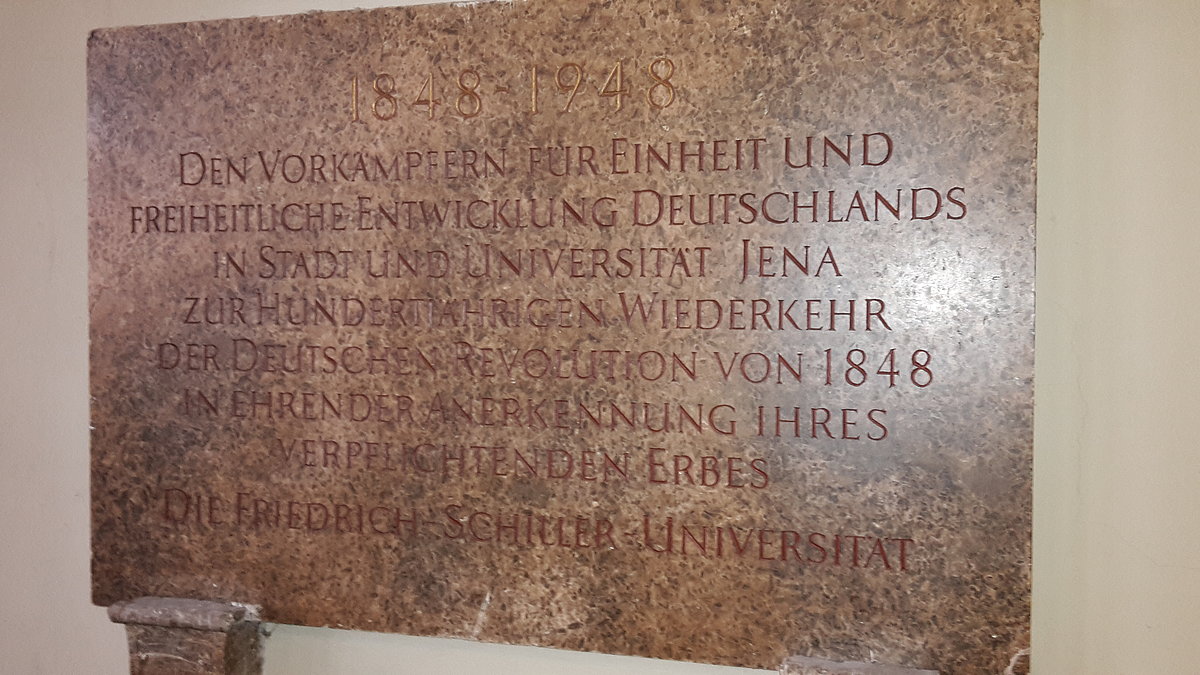 1848-1948
DEN VORKÄMPFERN FÜR EINHEIT UND
FREIHEITLICHE ENTWICKLUNG DEUTSCHLANDS
IN STADT UND UNIVERSITÄT JENA
ZUR HUNDERTJÄHRIGEN WIEDERKEHR
DER DEUTSCHEN REVOLUTION VON 1848
IN EHRENDER ANERKENNUNG IHRES
VERPFLICHTENDEN ERBES
DIE FRIEDRICH-SCHILLER-UNIVERSITÄT